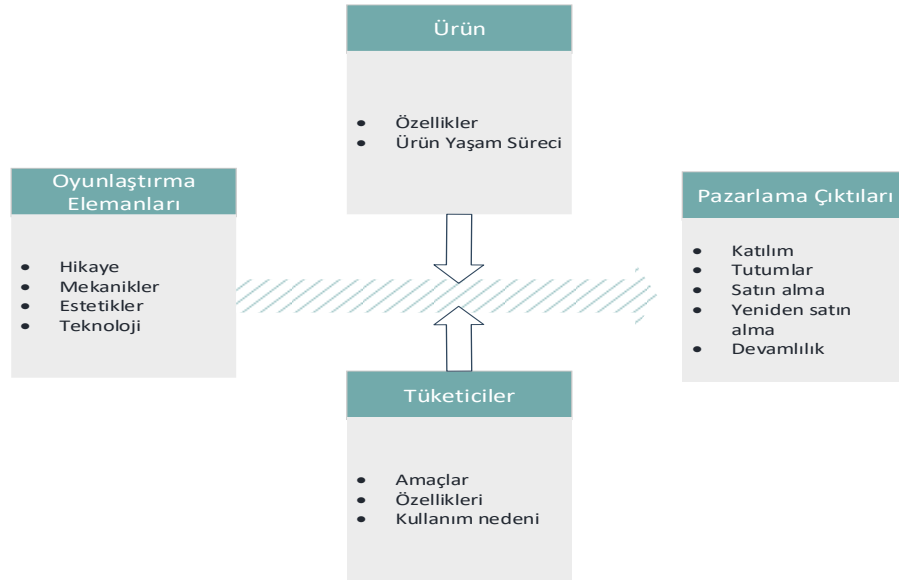 Ürün
• Özellikler
• Ürün Yaşam Süreci
Oyunlaştırma
Elemanları
• Hikaye
• Mekanikler
• Estetikler
• Teknoloji
Pazarlama Çıktıları
• Katılım
• Tutumlar
• Satın alma
• Yeniden satın
alma
• Devamlılık
Tüketiciler
• Amaçlar
• Özellikleri
• Kullanım nedeni